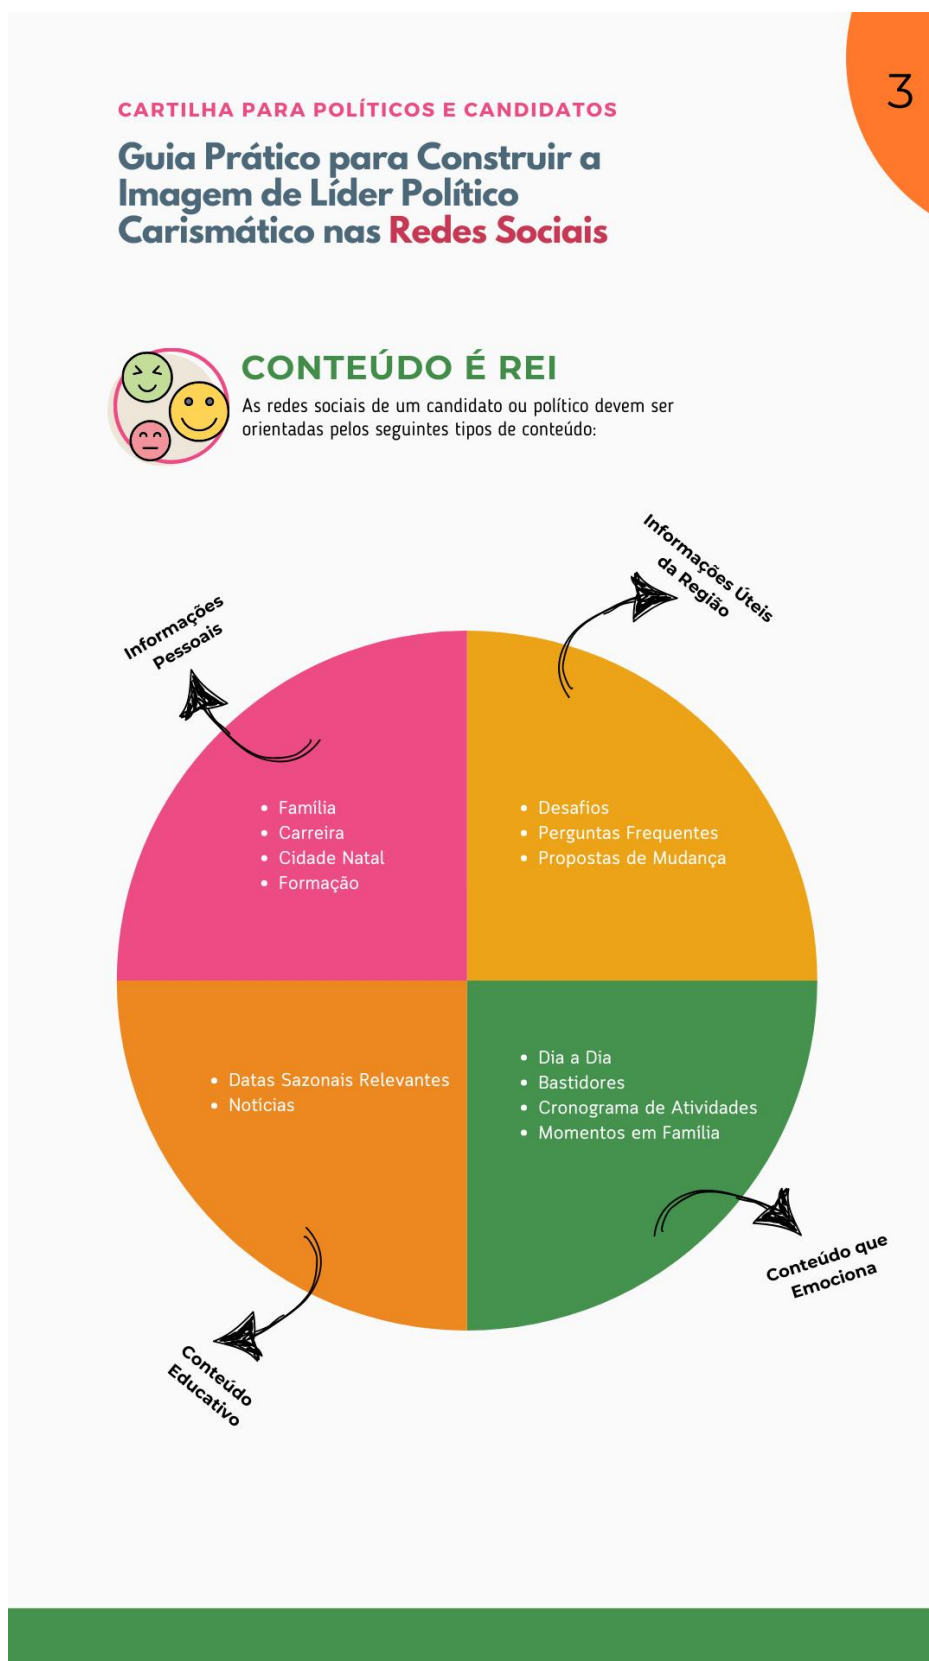 3
CARTILHA PARA POLÍTICOS E CANDIDATOS
Guia Prático para Construir a
Imagem de Líder Político
Carismático nas Redes Sociais
CONTEÚDO É REI
As redes sociais de um candidato ou político devem ser
orientadas pelos seguintes tipos de conteúdo:
Informações
Pessoais
• Família
• Carreira
• Cidade Natal
• Formação
Informações Úteis
da Região
• Desafios
• Perguntas Frequentes
• Propostas de Mudança
• Datas Sazonais Relevantes
• Notícias
Conteúdo
Educativo
• Dia a Dia
• Bastidores
• Cronograma de Atividades
• Momentos em Família
Conteúdo que
Emociona